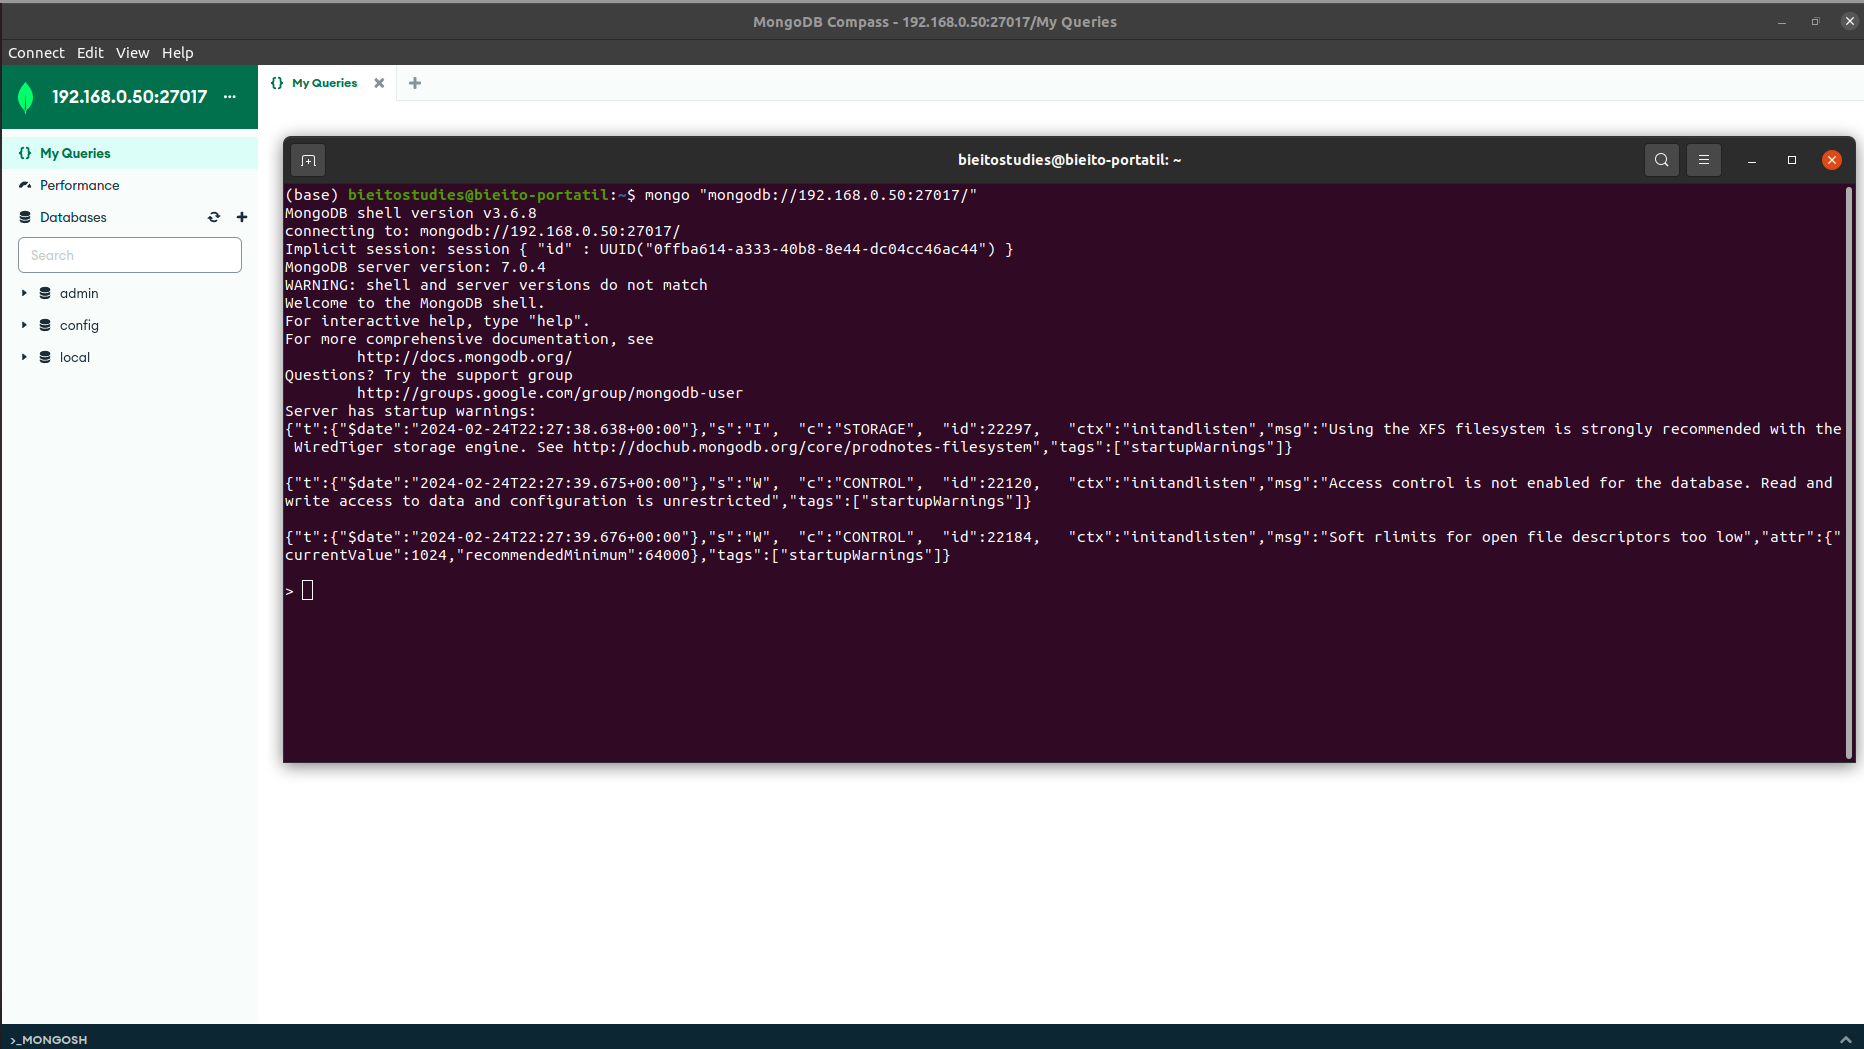 MongoDB Compass - 192.168.0.50:27017/My Queries
Connect Edit View Help
192.168.0.50:27017 ...
{} My Queries
My Queries
Performance
Databases
Search
admin
config
local
bieitostudies@bieito-portatil: ~
(base) bieitostudies@bieito-portatil:~$ mongo "mongodb://192.168.0.50:27017/"
MongoDB shell version v3.6.8
connecting to: mongodb://192.168.0.50:27017/
Implicit session: session { "id" : UUID("0ffba614-a333-40b8-8e44-dc04cc46ac44") }
MongoDB server version: 7.0.4
WARNING: shell and server versions do not match
Welcome to the MongoDB shell.
For interactive help, type "help".
For more comprehensive documentation, see
http://docs.mongodb.org/
Questions? Try the support group
http://groups.google.com/group/mongodb-user
Server has startup warnings:
{"t":{"$date":"2024-02-24T22:27:38.638+00:00"},"s":"I",  "c":"STORAGE",  "id":22297,   "ctx":"initandlisten","msg":"Using the XFS filesystem is strongly recommended with the
WiredTiger storage engine. See http://dochub.mongodb.org/core/prodnotes-filesystem","tags":["startupWarnings"]}
{"t":{"$date":"2024-02-24T22:27:39.675+00:00"},"s":"W",  "c":"CONTROL",  "id":22120,   "ctx":"initandlisten","msg":"Access control is not enabled for the database. Read and
write access to data and configuration is unrestricted","tags":["startupWarnings"]}
{"t":{"$date":"2024-02-24T22:27:39.676+00:00"},"s":"W",  "c":"CONTROL",  "id":22184,   "ctx":"initandlisten","msg":"Soft rlimits for open file descriptors too low","attr":{"
currentValue":1024,"recommendedMinimum":64000},"tags":["startupWarnings"]}
>
>_MONGOSH